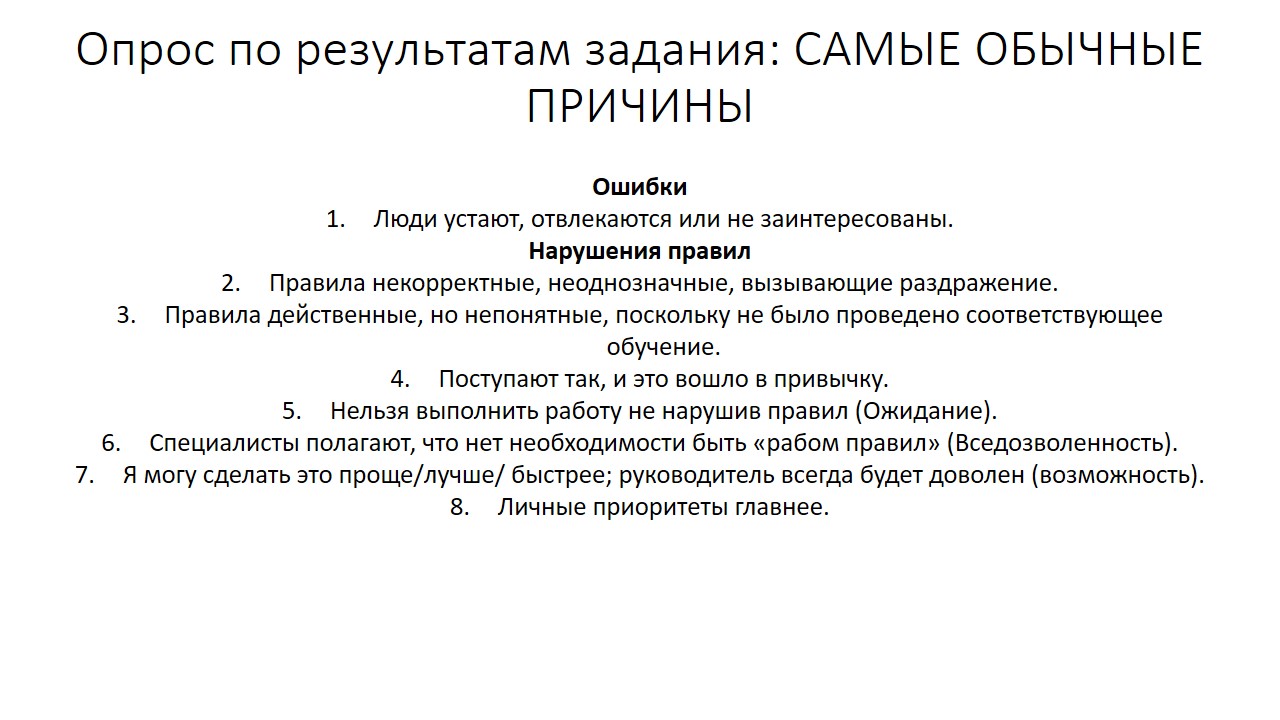 Опрос по результатам задания: САМЫЕ ОБЫЧНЫЕ
ПРИЧИНЫ
Ошибки
1. Люди устают, отвлекаются или не заинтересованы.
Нарушения правил
2. Правила некорректные, неоднозначные, вызывающие раздражение.
3. Правила действенные, но непонятные, поскольку не было проведено соответствующее
обучение.
4. Поступают так, и это вошло в привычку.
5. Нельзя выполнить работу не нарушив правил (Ожидание).
6. Специалисты полагают, что нет необходимости быть «рабом правил» (Вседозволенность).
7. Я могу сделать это проще/лучше/ быстрее; руководитель всегда будет доволен (возможность).
8. Личные приоритеты главнее.